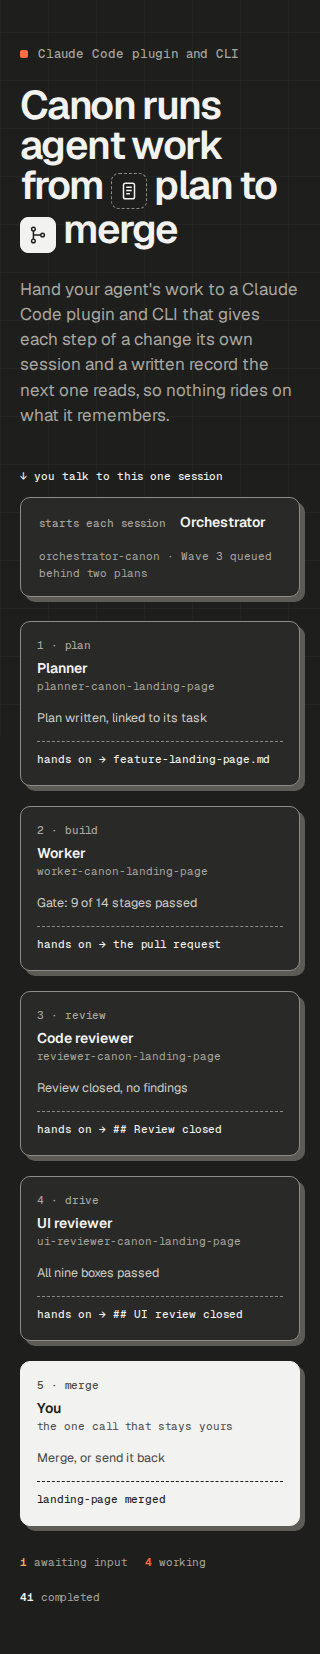 Claude Code plugin and CLI
Canon runs
agent work
from plan to
merge
Hand your agent's work to a Claude
Code plugin and CLI that gives
each step of a change its own
session and a written record the
next one reads, so nothing rides on
what it remembers.
↓ you talk to this one session
starts each session Orchestrator
orchestrator-canon · Wave 3 queued
behind two plans
1 · plan
Planner
planner-canon-landing-page
Plan written, linked to its task
hands on → feature-landing-page.md
2 · build
Worker
worker-canon-landing-page
Gate: 9 of 14 stages passed
hands on → the pull request
3 · review
Code reviewer
reviewer-canon-landing-page
Review closed, no findings
hands on → ## Review closed
4 · drive
UI reviewer
ui-reviewer-canon-landing-page
All nine boxes passed
hands on → ## UI review closed
5 · merge
You
the one call that stays yours
Merge, or send it back
landing-page merged
1 awaiting input 4 working
41 completed